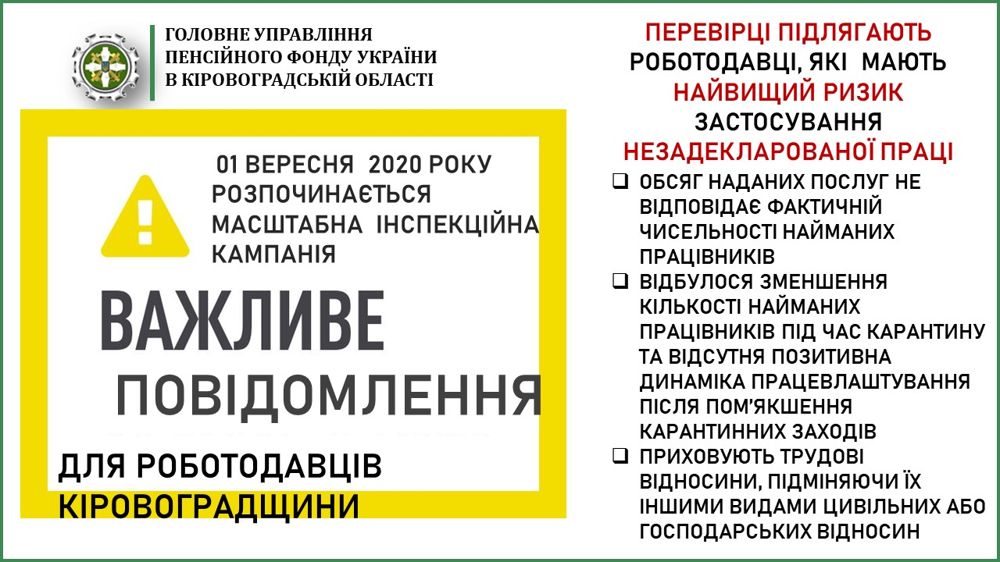 ГОЛОВНЕ УПРАВЛІННЯ
ПЕНСІЙНОГО ФОНДУ УКРАЇНИ
В КІРОВОГРАДСЬКІЙ ОБЛАСТІ
01 ВЕРЕСНЯ 2020 РОКУ
РОЗПОЧИНАЄТЬСЯ
МАСШТАБНА ІНСПЕКЦІЙНА
КАМПАНІЯ
ВАЖЛИВЕ
ПОВІДОМЛЕННЯ
ДЛЯ РОБОТОДАВЦІВ
КІРОВОГРАДЩИНИ
ПЕРЕВІРЦІ ПІДЛЯГАЮТЬ
РОБОТОДАВЦІ, ЯКІ МАЮТЬ
НАЙВИЩИЙ РИЗИК
ЗАСТОСУВАННЯ
НЕЗАДЕКЛАРОВАНОЇ ПРАЦІ
ОБСЯГ НАДАНИХ ПОСЛУГ НЕ
ВІДПОВІДАЄ ФАКТИЧНІЙ
ЧИСЕЛЬНОСТІ НАЙМАНИХ
ПРАЦІВНИКІВ
ВІДБУЛОСЯ ЗМЕНШЕННЯ
КІЛЬКОСТІ НАЙМАНИХ
ПРАЦІВНИКІВ ПІД ЧАС КАРАНТИНУ
ТА ВІДСУТНЯ ПОЗИТИВНА
ДИНАМІКА ПРАЦЕВЛАШТУВАННЯ
ПІСЛЯ ПОМ’ЯКШЕННЯ
КАРАНТИННИХ ЗАХОДІВ
ПРИХОВУЮТЬ ТРУДОВІ
ВІДНОСИНИ, ПІДМІНЯЮЧИ ЇХ
ІНШИМИ ВИДАМИ ЦИВІЛЬНИХ АБО
ГОСПОДАРСЬКИХ ВІДНОСИН